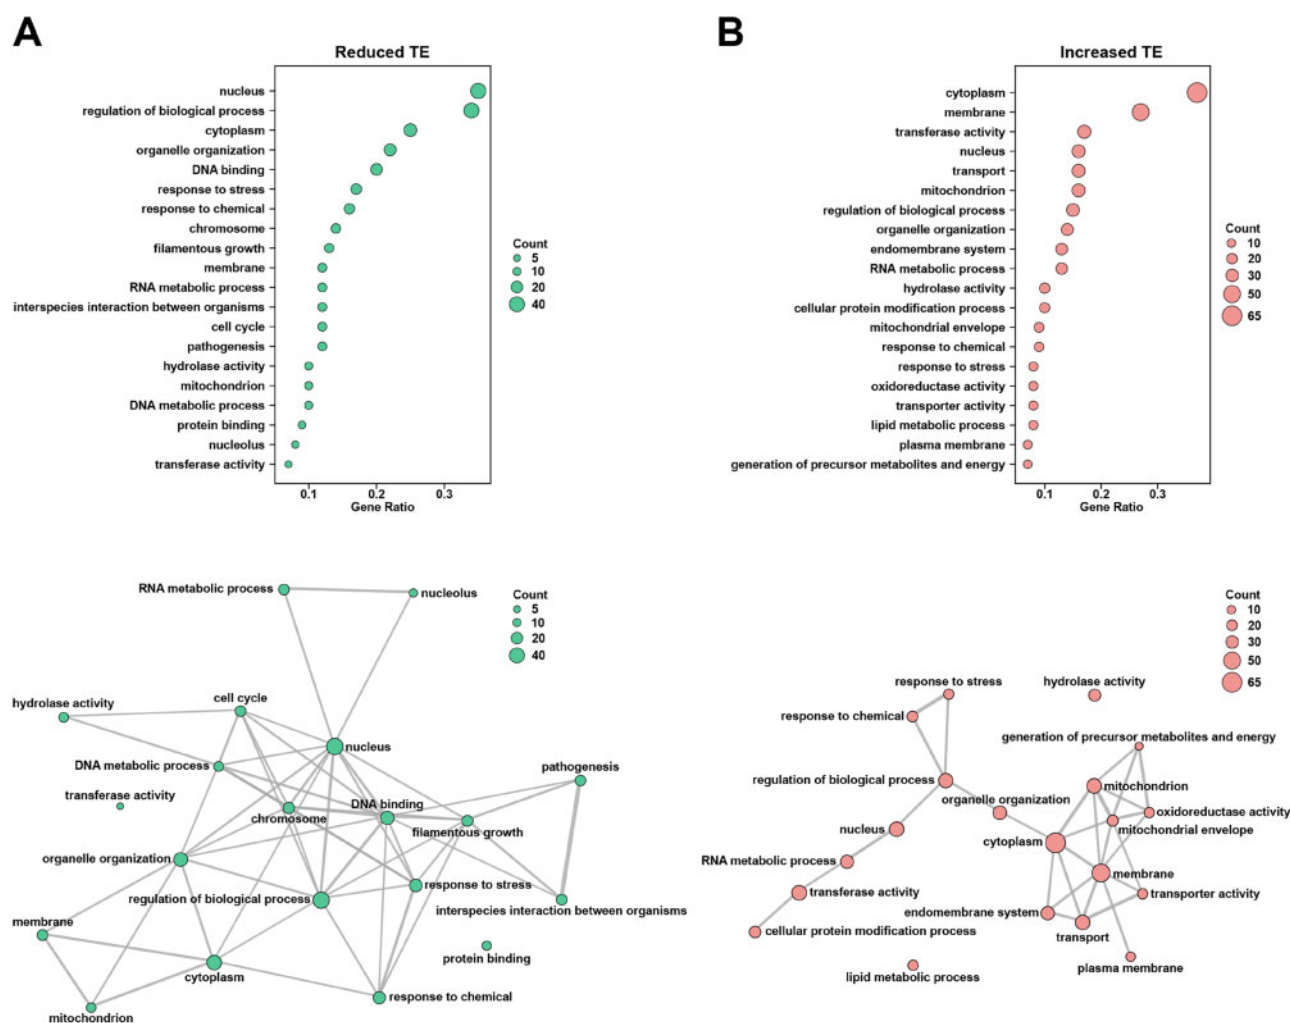 A
Reduced TE
nucleus
regulation of biological process
cytoplasm
organelle organization
DNA binding
response to stress
response to chemical
chromosome
filamentous growth
membrane
RNA metabolic process
interspecies interaction between organisms
cell cycle
pathogenesis
hydrolase activity
mitochondrion
DNA metabolic process
protein binding
nucleolus
transferase activity
0.1 0.2 0.3
Gene Ratio
Count
5
10
20
40
B
Increased TE
cytoplasm
membrane
transferase activity
nucleus
transport
mitochondrion
regulation of biological process
organelle organization
endomembrane system
RNA metabolic process
hydrolase activity
cellular protein modification process
mitochondrial envelope
response to chemical
response to stress
oxidoreductase activity
transporter activity
lipid metabolic process
plasma membrane
generation of precursor metabolites and energy
0.1 0.2 0.3
Gene Ratio
Count
10
20
30
50
65
RNA metabolic process
nucleolus
Count
5
10
20
40
hydrolase activity
cell cycle
nucleus
DNA metabolic process
pathogenesis
transferase activity
DNA binding
chromosome
filamentous growth
organelle organization
response to stress
regulation of biological process
interspecies interaction between organisms
membrane
protein binding
cytoplasm
response to chemical
mitochondrion
Count
10
20
30
50
65
response to stress
hydrolase activity
response to chemical
generation of precursor metabolites and energy
regulation of biological process
mitochondrion
organelle organization
oxidoreductase activity
nucleus
mitochondrial envelope
cytoplasm
RNA metabolic process
membrane
transferase activity
transporter activity
endomembrane system
cellular protein modification process
transport
plasma membrane
lipid metabolic process